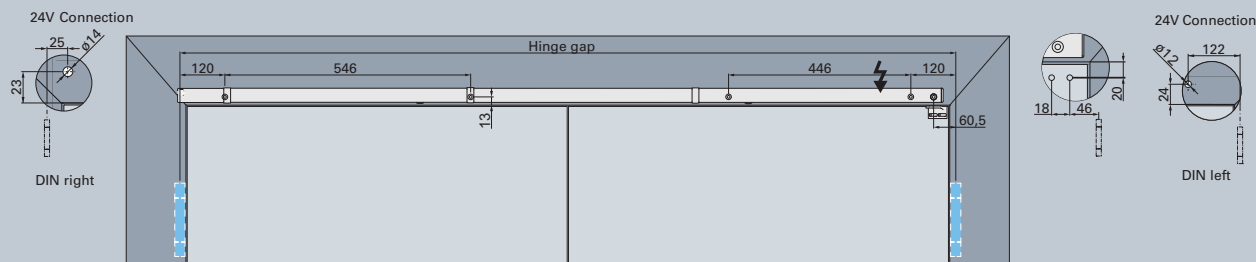 24V Connection
25
ø14
23
DIN right
Hinge gap
120
546
446
120
13
60,5
18
46
20
24V Connection
ø12
122
24
DIN left